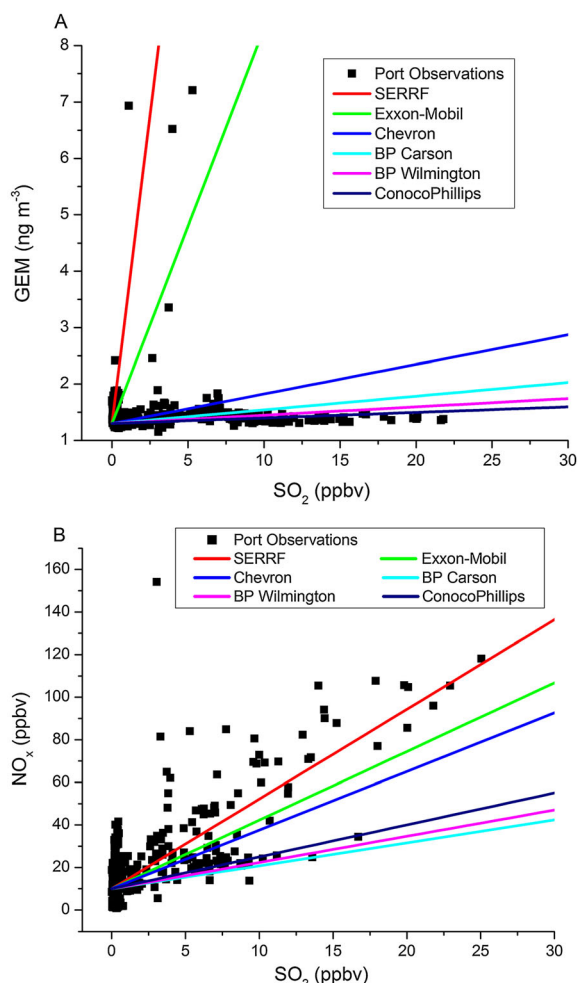 A
8
7
6
5
4
3
2
1
GEM (ng m⁻³)
Port Observations
SERRF
Exxon-Mobil
Chevron
BP Carson
BP Wilmington
ConocoPhillips
0 5 10 15 20 25 30
SO₂ (ppbv)
B
Port Observations
SERRF Exxon-Mobil
Chevron BP Carson
BP Wilmington ConocoPhillips
160
140
120
100
80
60
40
20
0
NOₓ (ppbv)
0 5 10 15 20 25 30
SO₂ (ppbv)